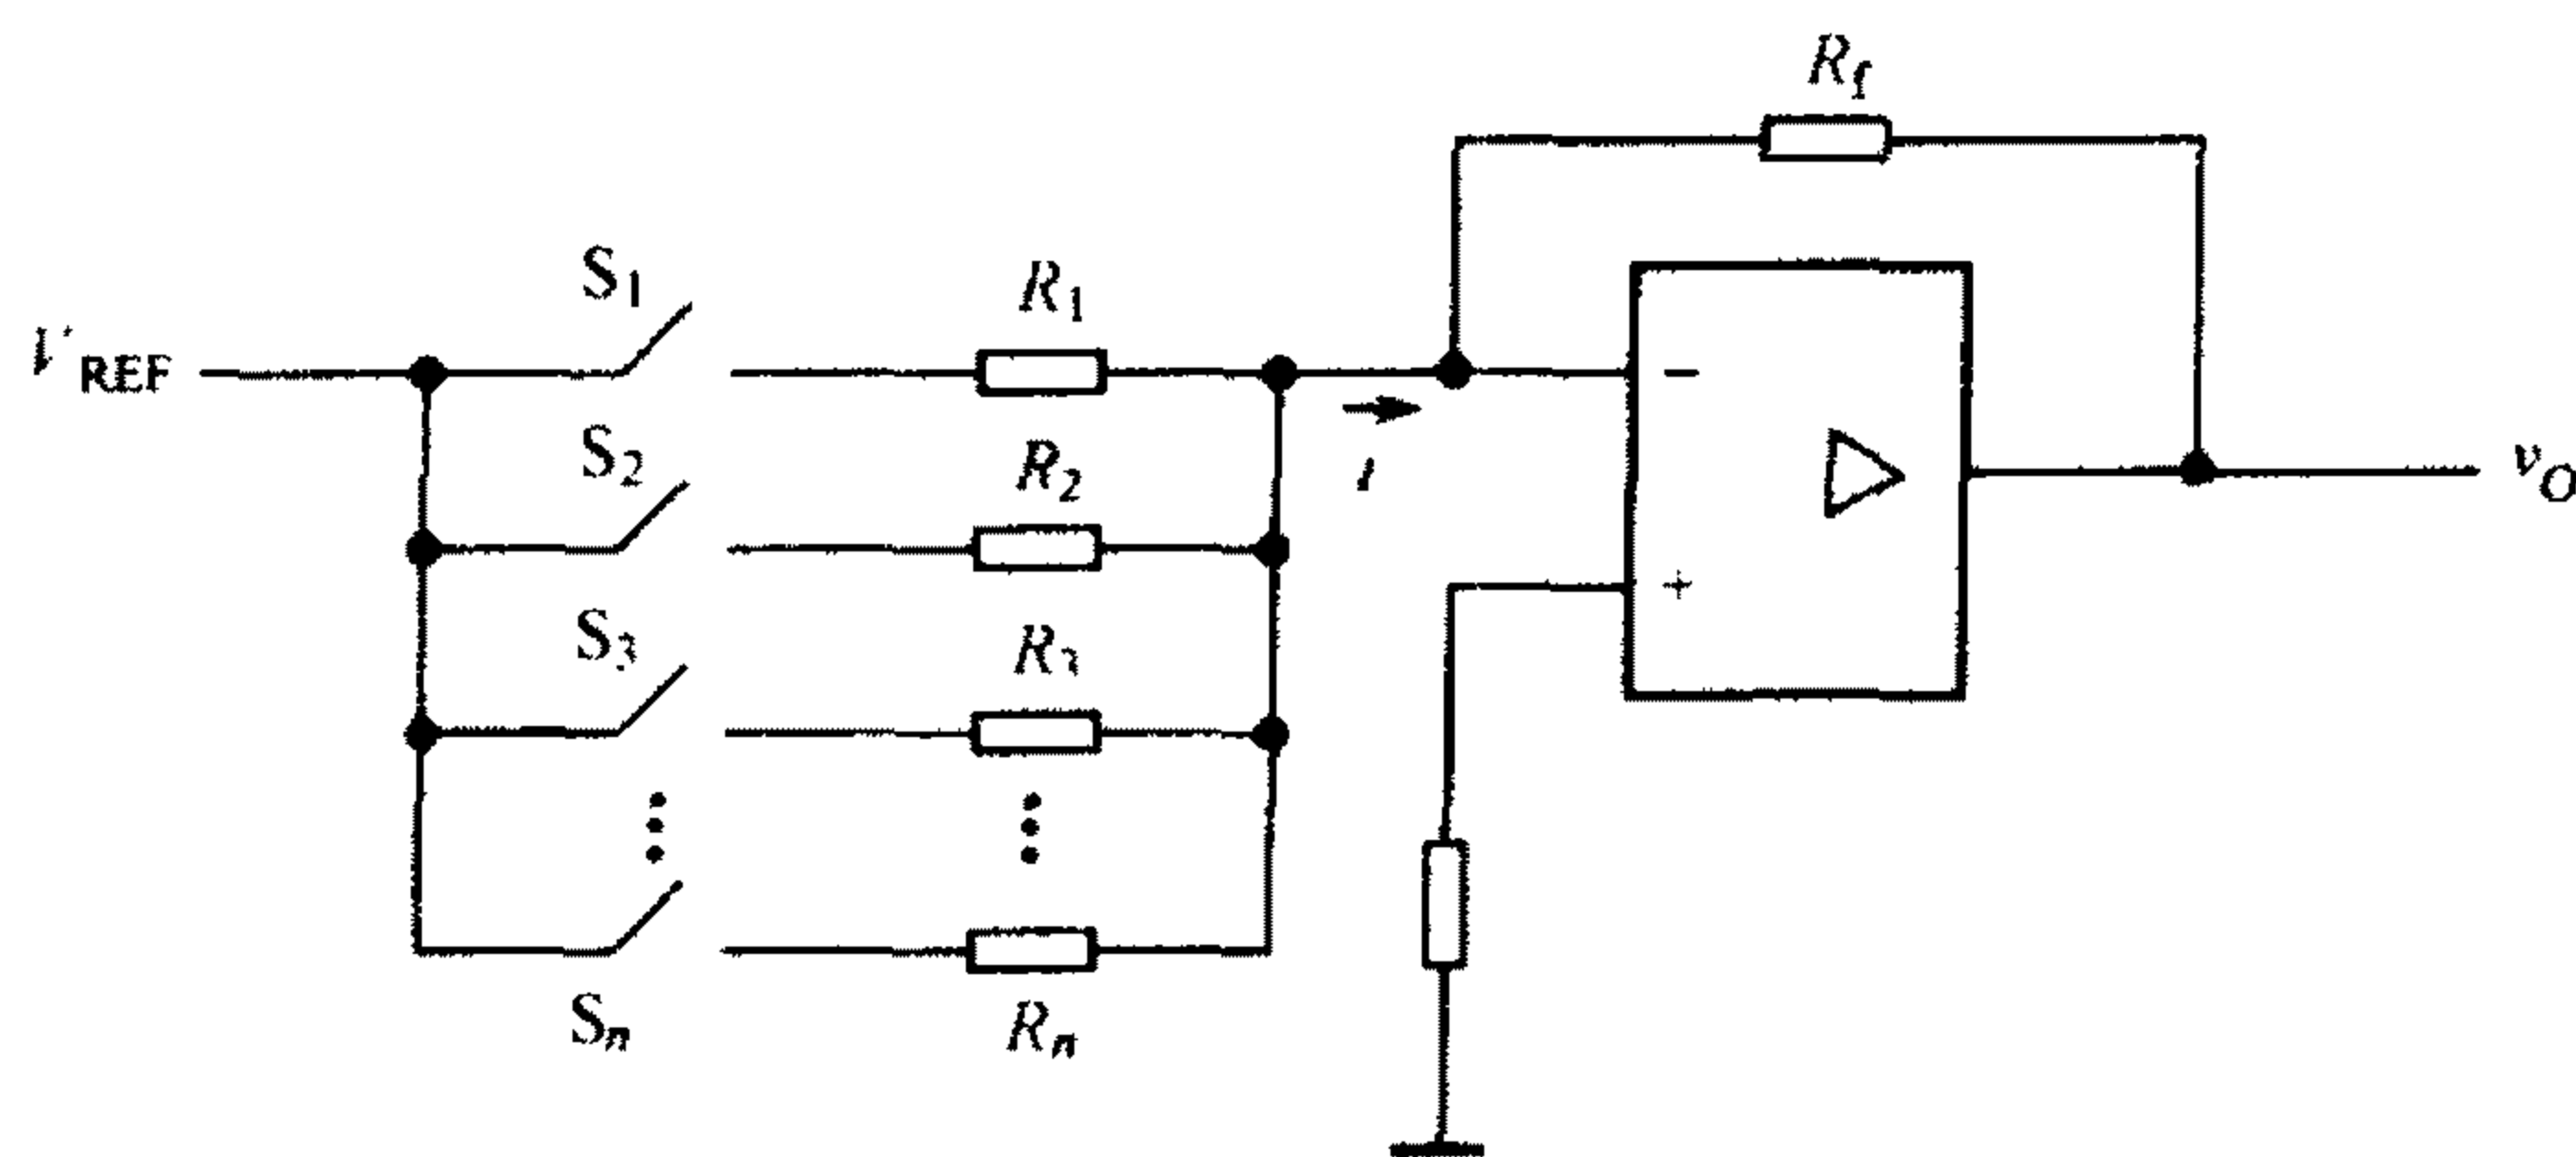 R_f
S_1
R_1
V_REF
−
I
S_2
R_2
v_O
+
S_3
R_3
S_n
R_n